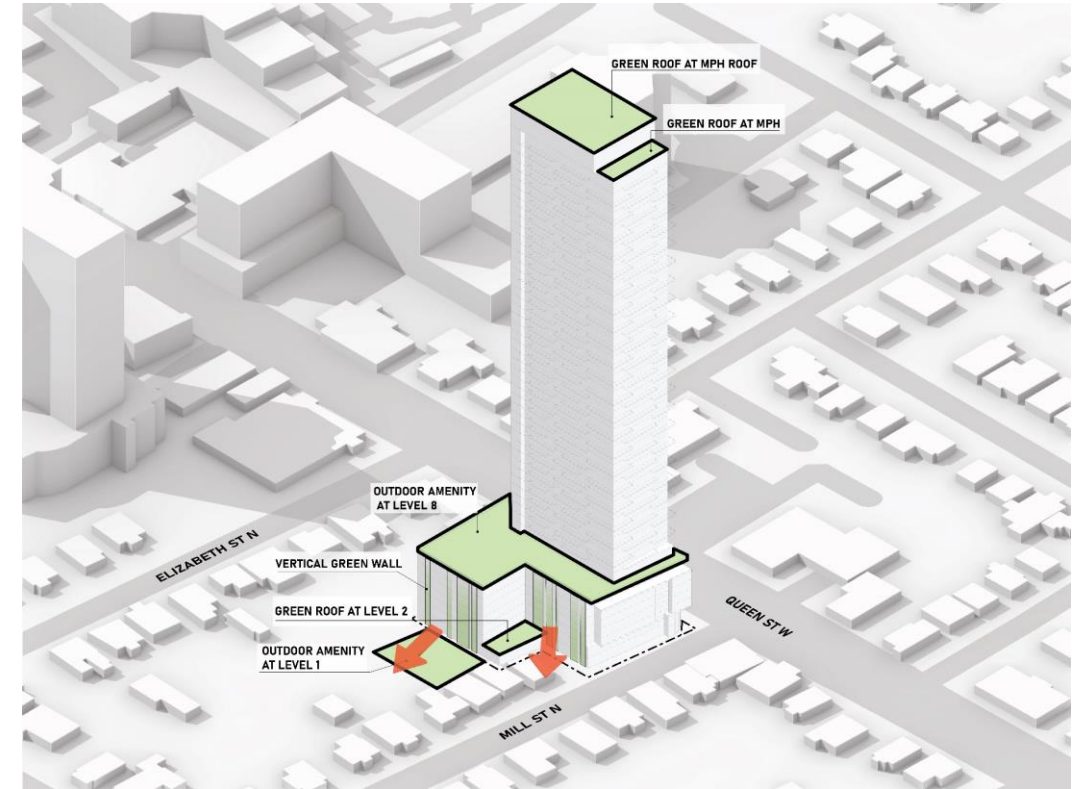 GREEN ROOF AT MPH ROOF
GREEN ROOF AT MPH
OUTDOOR AMENITY
AT LEVEL 8
ELIZABETH ST N
VERTICAL GREEN WALL
GREEN ROOF AT LEVEL 2
QUEEN ST W
OUTDOOR AMENITY
AT LEVEL 1
MILL ST N